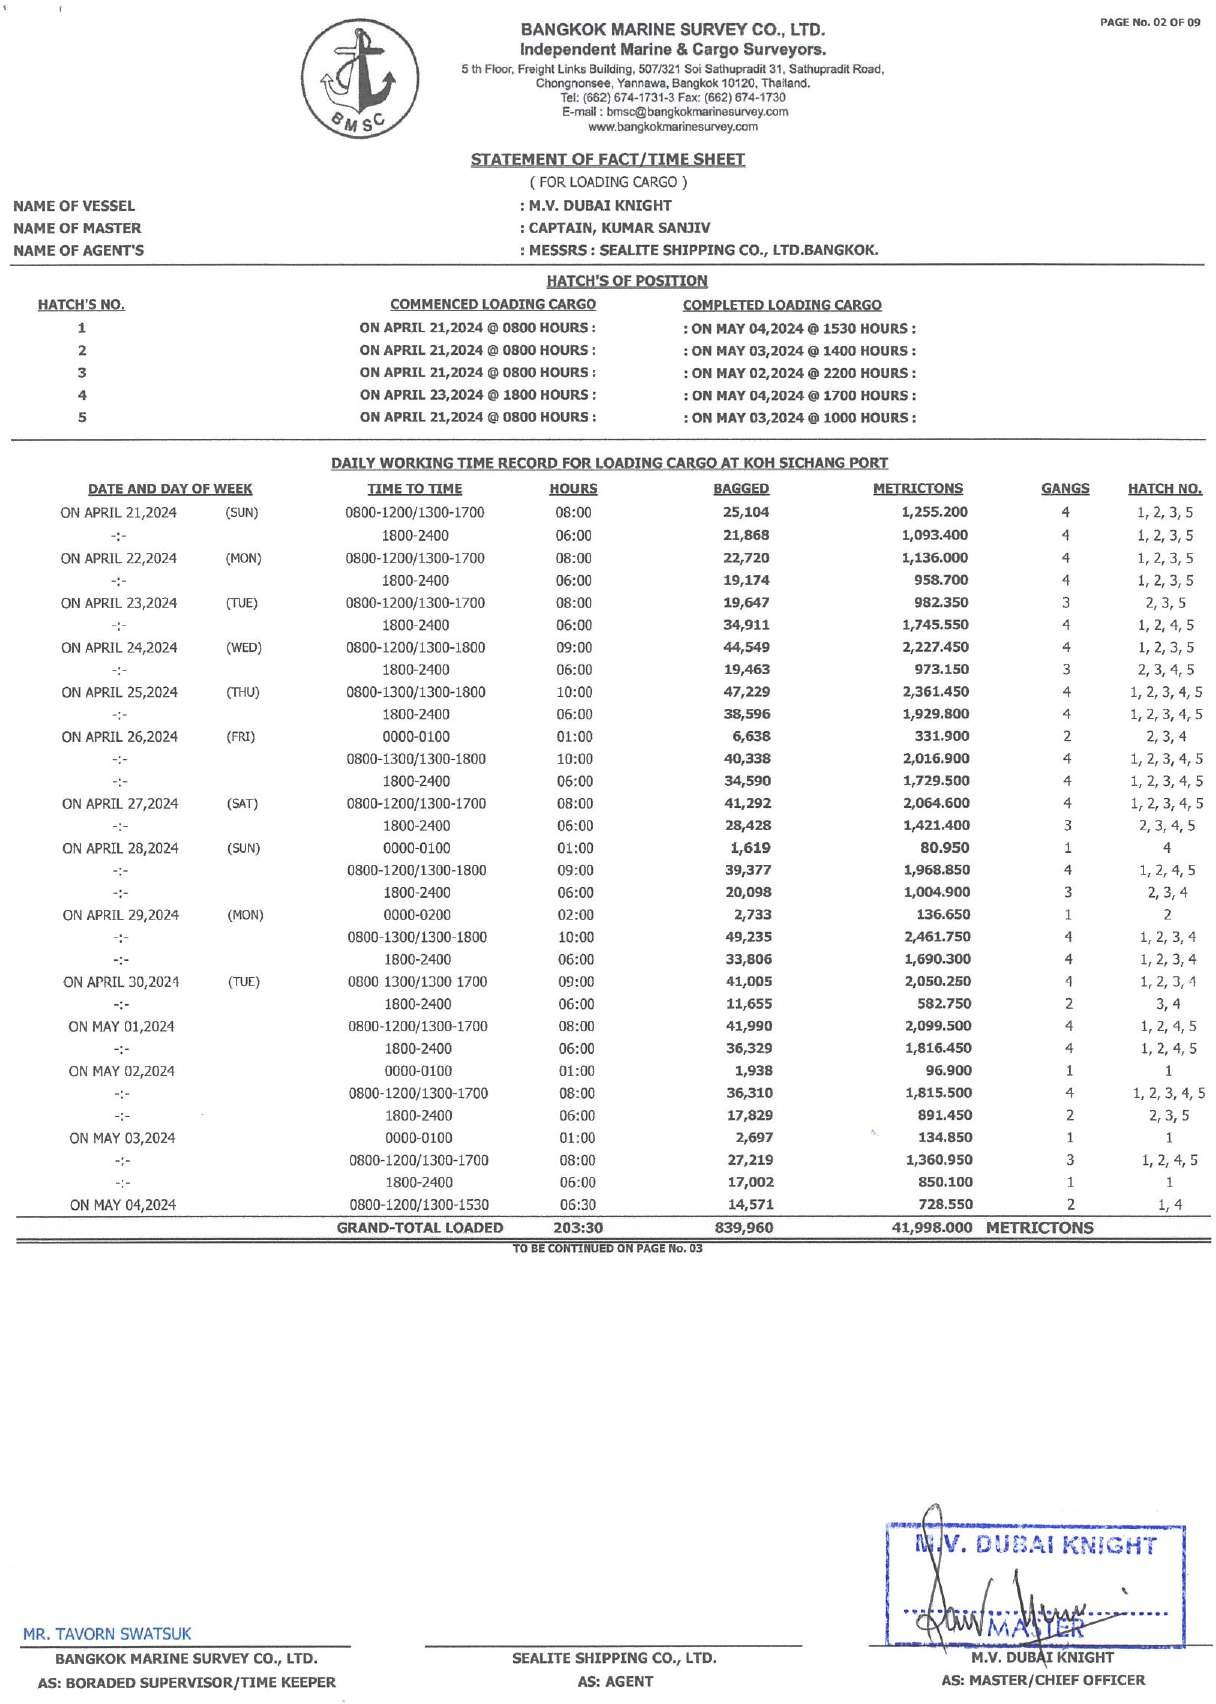 PAGE No. 02 OF 09
BMSC
BANGKOK MARINE SURVEY CO., LTD.
Independent Marine & Cargo Surveyors.
5 th Floor, Freight Links Building, 507/321 Soi Sathupradit 31, Sathupradit Road,
Chongnonsee, Yannawa, Bangkok 10120, Thailand.
Tel: (662) 674-1731-3 Fax: (662) 674-1730
E-mail : bmsc@bangkokmarinesurvey.com
www.bangkokmarinesurvey.com
STATEMENT OF FACT/TIME SHEET
( FOR LOADING CARGO )
NAME OF VESSEL : M.V. DUBAI KNIGHT
NAME OF MASTER : CAPTAIN, KUMAR SANJIV
NAME OF AGENT'S : MESSRS : SEALITE SHIPPING CO., LTD.BANGKOK.
HATCH'S OF POSITION
HATCH'S NO. COMMENCED LOADING CARGO COMPLETED LOADING CARGO
1 ON APRIL 21,2024 @ 0800 HOURS : : ON MAY 04,2024 @ 1530 HOURS :
2 ON APRIL 21,2024 @ 0800 HOURS : : ON MAY 03,2024 @ 1400 HOURS :
3 ON APRIL 21,2024 @ 0800 HOURS : : ON MAY 02,2024 @ 2200 HOURS :
4 ON APRIL 23,2024 @ 1800 HOURS : : ON MAY 04,2024 @ 1700 HOURS :
5 ON APRIL 21,2024 @ 0800 HOURS : : ON MAY 03,2024 @ 1000 HOURS :
DAILY WORKING TIME RECORD FOR LOADING CARGO AT KOH SICHANG PORT
DATE AND DAY OF WEEK TIME TO TIME HOURS BAGGED METRICTONS GANGS HATCH NO.
ON APRIL 21,2024 (SUN) 0800-1200/1300-1700 08:00 25,104 1,255.200 4 1, 2, 3, 5
-:- 1800-2400 06:00 21,868 1,093.400 4 1, 2, 3, 5
ON APRIL 22,2024 (MON) 0800-1200/1300-1700 08:00 22,720 1,136.000 4 1, 2, 3, 5
-:- 1800-2400 06:00 19,174 958.700 4 1, 2, 3, 5
ON APRIL 23,2024 (TUE) 0800-1200/1300-1700 08:00 19,647 982.350 3 2, 3, 5
-:- 1800-2400 06:00 34,911 1,745.550 4 1, 2, 4, 5
ON APRIL 24,2024 (WED) 0800-1200/1300-1800 09:00 44,549 2,227.450 4 1, 2, 3, 5
-:- 1800-2400 06:00 19,463 973.150 3 2, 3, 4, 5
ON APRIL 25,2024 (THU) 0800-1300/1300-1800 10:00 47,229 2,361.450 4 1, 2, 3, 4, 5
-:- 1800-2400 06:00 38,596 1,929.800 4 1, 2, 3, 4, 5
ON APRIL 26,2024 (FRI) 0000-0100 01:00 6,638 331.900 2 2, 3, 4
-:- 0800-1300/1300-1800 10:00 40,338 2,016.900 4 1, 2, 3, 4, 5
-:- 1800-2400 06:00 34,590 1,729.500 4 1, 2, 3, 4, 5
ON APRIL 27,2024 (SAT) 0800-1200/1300-1700 08:00 41,292 2,064.600 4 1, 2, 3, 4, 5
-:- 1800-2400 06:00 28,428 1,421.400 3 2, 3, 4, 5
ON APRIL 28,2024 (SUN) 0000-0100 01:00 1,619 80.950 1 4
-:- 0800-1200/1300-1800 09:00 39,377 1,968.850 4 1, 2, 4, 5
-:- 1800-2400 06:00 20,098 1,004.900 3 2, 3, 4
ON APRIL 29,2024 (MON) 0000-0200 02:00 2,733 136.650 1 2
-:- 0800-1300/1300-1800 10:00 49,235 2,461.750 4 1, 2, 3, 4
-:- 1800-2400 06:00 33,806 1,690.300 4 1, 2, 3, 4
ON APRIL 30,2024 (TUE) 0800 1300/1300 1700 09:00 41,005 2,050.250 4 1, 2, 3, 4
-:- 1800-2400 06:00 11,655 582.750 2 3, 4
ON MAY 01,2024 0800-1200/1300-1700 08:00 41,990 2,099.500 4 1, 2, 4, 5
-:- 1800-2400 06:00 36,329 1,816.450 4 1, 2, 4, 5
ON MAY 02,2024 0000-0100 01:00 1,938 96.900 1 1
-:- 0800-1200/1300-1700 08:00 36,310 1,815.500 4 1, 2, 3, 4, 5
-:- 1800-2400 06:00 17,829 891.450 2 2, 3, 5
ON MAY 03,2024 0000-0100 01:00 2,697 134.850 1 1
-:- 0800-1200/1300-1700 08:00 27,219 1,360.950 3 1, 2, 4, 5
-:- 1800-2400 06:00 17,002 850.100 1 1
ON MAY 04,2024 0800-1200/1300-1530 06:30 14,571 728.550 2 1, 4
GRAND-TOTAL LOADED 203:30 839,960 41,998.000 METRICTONS
TO BE CONTINUED ON PAGE No. 03
M.V. DUBAI KNIGHT
MASTER
MR. TAVORN SWATSUK
BANGKOK MARINE SURVEY CO., LTD. SEALITE SHIPPING CO., LTD. M.V. DUBAI KNIGHT
AS: BORADED SUPERVISOR/TIME KEEPER AS: AGENT AS: MASTER/CHIEF OFFICER